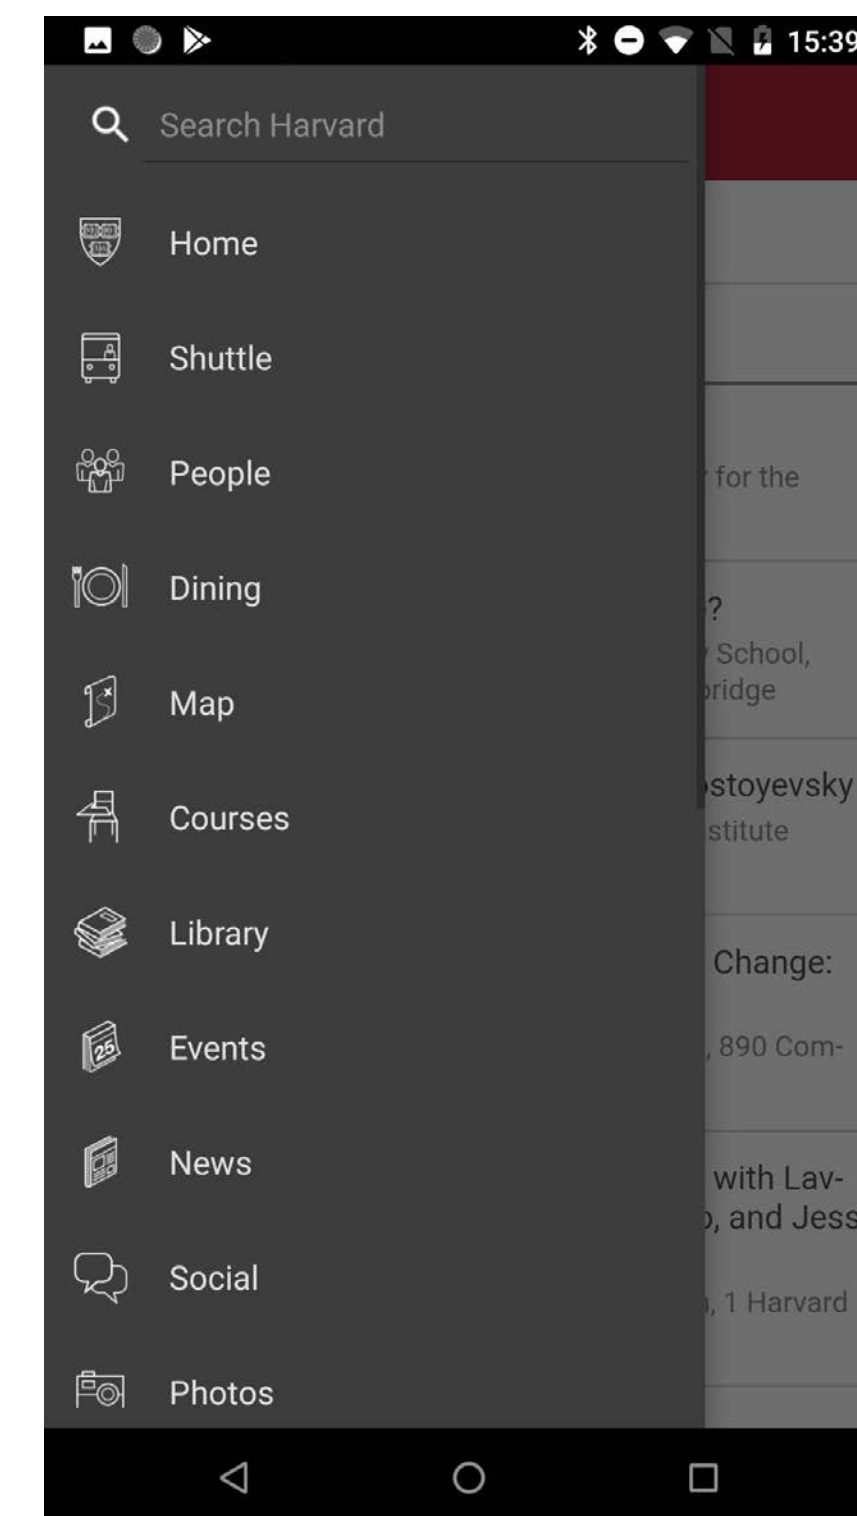 15:39
Search Harvard
Home
Shuttle
People
for the
Dining
?
School,
Map
Courses
stitute
Library
Change:
Events
25
, 890 Com-
News
with Lav-
, and Jess
Social
, 1 Harvard
Photos